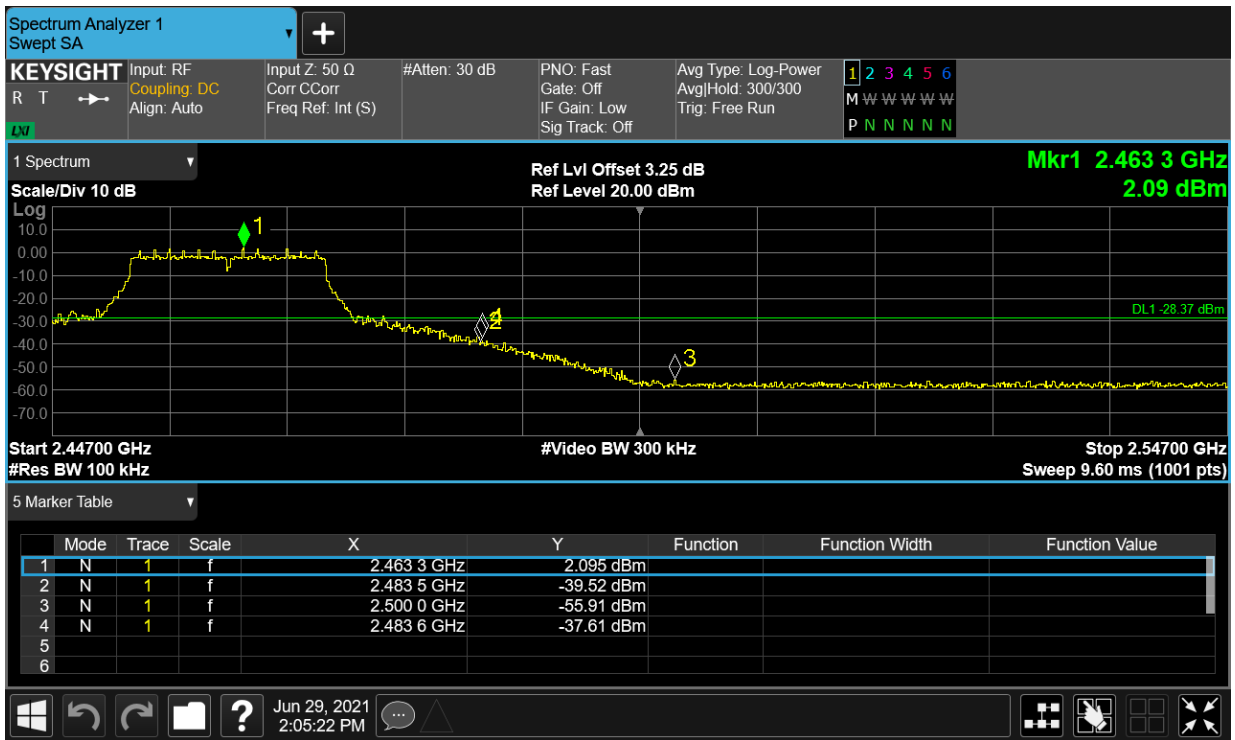 Spectrum Analyzer 1
Swept SA
+
KEYSIGHT Input: RF Input Z: 50 Ω #Atten: 30 dB PNO: Fast Avg Type: Log-Power 1 2 3 4 5 6
R T Coupling: DC Corr CCorr Gate: Off Avg|Hold: 300/300 M W W W W W
Align: Auto Freq Ref: Int (S) IF Gain: Low Trig: Free Run
LXI Sig Track: Off P N N N N N
1 Spectrum Ref Lvl Offset 3.25 dB Mkr1 2.463 3 GHz
Scale/Div 10 dB Ref Level 20.00 dBm 2.09 dBm
Log
1
10.0
0.00
-10.0
-20.0
DL1 -28.37 dBm
-30.0
4
2
-40.0
3
-50.0
-60.0
-70.0
Start 2.44700 GHz #Video BW 300 kHz Stop 2.54700 GHz
#Res BW 100 kHz Sweep 9.60 ms (1001 pts)
5 Marker Table
Mode Trace Scale X Y Function Function Width Function Value
1 N 1 f 2.463 3 GHz 2.095 dBm
2 N 1 f 2.483 5 GHz -39.52 dBm
3 N 1 f 2.500 0 GHz -55.91 dBm
4 N 1 f 2.483 6 GHz -37.61 dBm
5
6
? Jun 29, 2021
2:05:22 PM